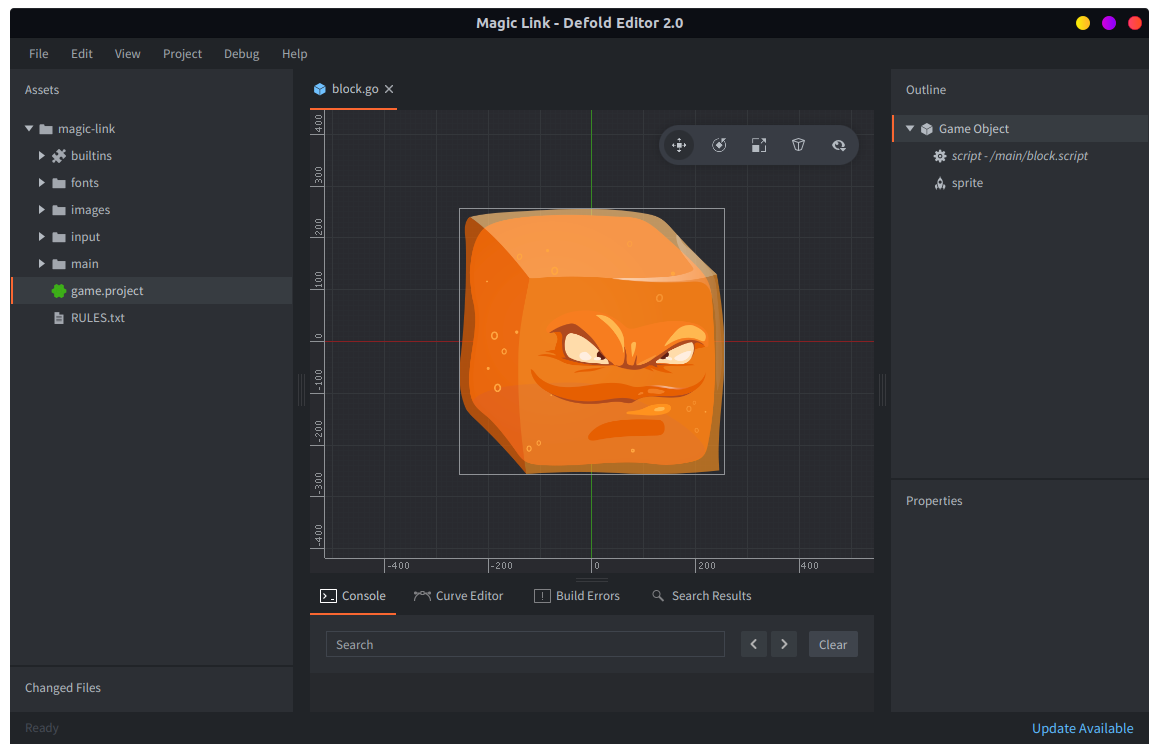 Magic Link - Defold Editor 2.0
File Edit View Project Debug Help
Assets
magic-link
builtins
fonts
images
input
main
game.project
RULES.txt
Changed Files
Ready
block.go
400
300
200
100
0
-100
-200
-300
-400
-400 -200 0 200 400
Console Curve Editor Build Errors Search Results
Search
Clear
Outline
Game Object
script - /main/block.script
sprite
Properties
Update Available